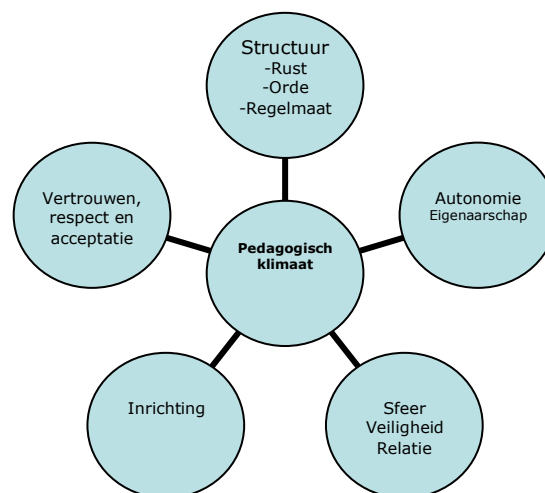 Structuur
-Rust
-Orde
-Regelmaat
Vertrouwen,
respect en
acceptatie
Autonomie
Eigenaarschap
Pedagogisch
klimaat
Inrichting
Sfeer
Veiligheid
Relatie